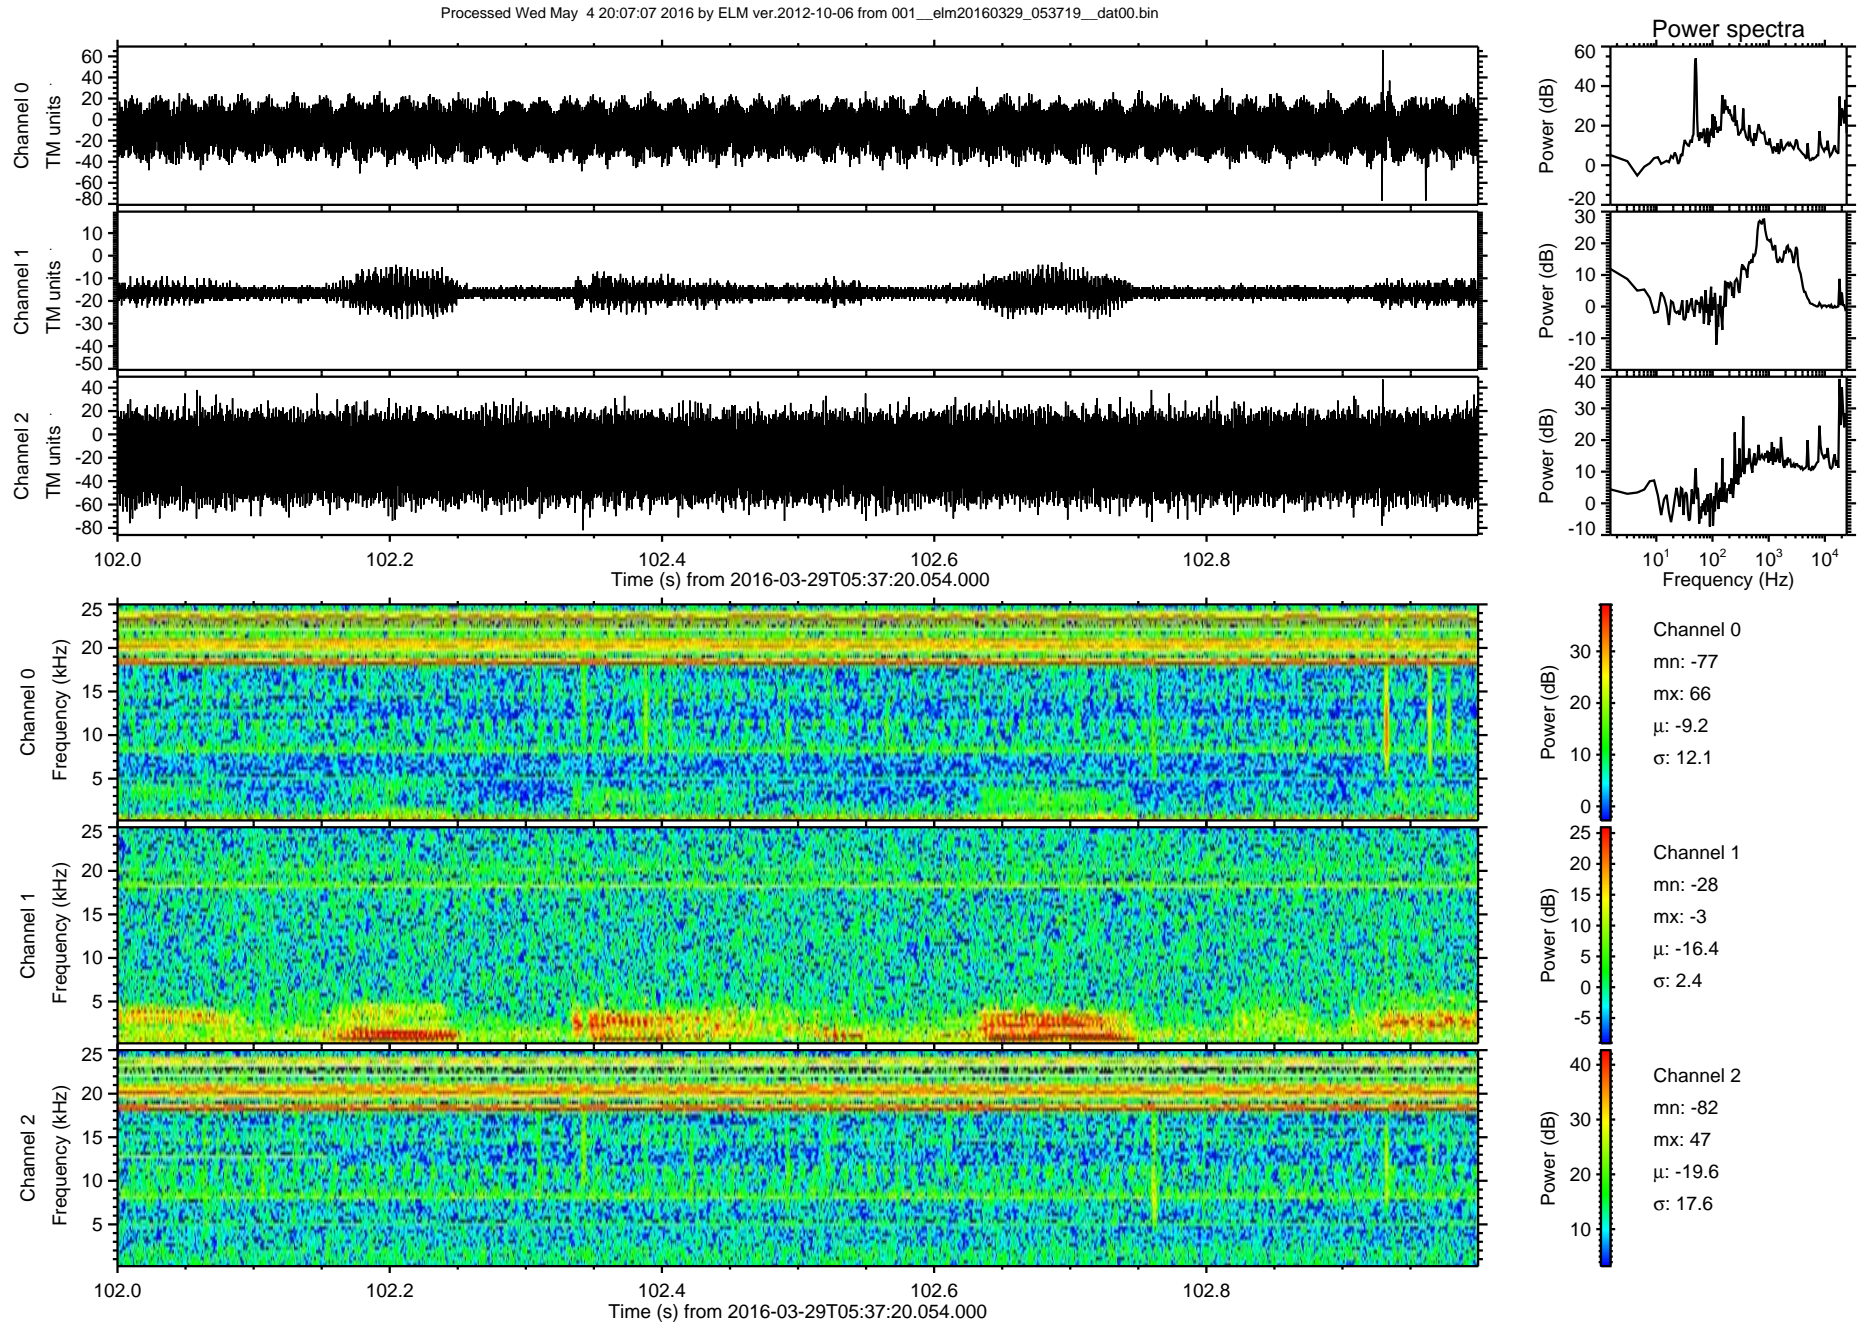 Processed Wed May  4 20:07:07 2016 by ELM ver.2012-10-06 from 001__elm20160329_053719__dat00.bin
Power spectra
Channel 0
TM units
60
40
20
0
-20
-40
-60
-80
Power (dB)
60
40
20
0
-20
Channel 1
TM units
10
0
-10
-20
-30
-40
-50
Power (dB)
30
20
10
0
-10
-20
Channel 2
TM units
40
20
0
-20
-40
-60
-80
Power (dB)
40
30
20
10
0
-10
102.0 102.2 102.4 102.6 102.8
Time (s) from 2016-03-29T05:37:20.054.000
10^1 10^2 10^3 10^4
Frequency (Hz)
Channel 0
Frequency (kHz)
25
20
15
10
5
Power (dB)
30
20
10
0
Channel 0
mn: -77
mx: 66
μ: -9.2
σ: 12.1
Channel 1
Frequency (kHz)
25
20
15
10
5
Power (dB)
25
20
15
10
5
0
-5
Channel 1
mn: -28
mx: -3
μ: -16.4
σ: 2.4
Channel 2
Frequency (kHz)
25
20
15
10
5
Power (dB)
40
30
20
10
Channel 2
mn: -82
mx: 47
μ: -19.6
σ: 17.6
102.0 102.2 102.4 102.6 102.8
Time (s) from 2016-03-29T05:37:20.054.000